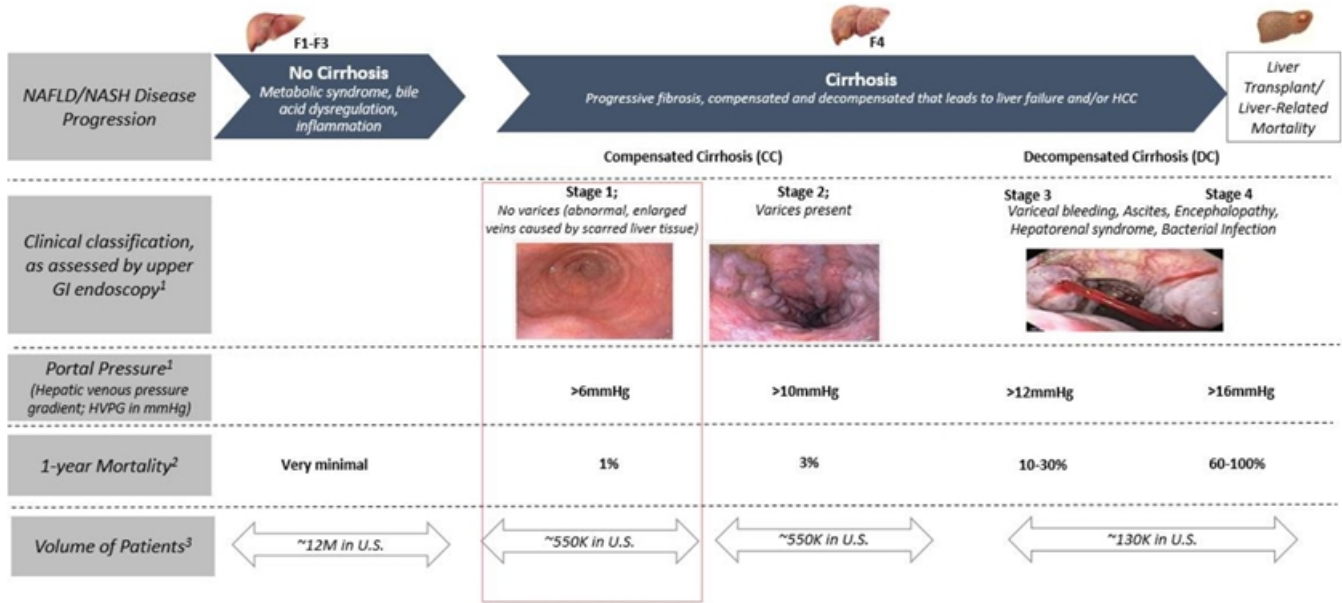 F1-F3
F4
NAFLD/NASH Disease
Progression
No Cirrhosis
Metabolic syndrome, bile
acid dysregulation,
inflammation
Cirrhosis
Progressive fibrosis, compensated and decompensated that leads to liver failure and/or HCC
Liver
Transplant/
Liver-Related
Mortality
Compensated Cirrhosis (CC)
Decompensated Cirrhosis (DC)
Clinical classification,
as assessed by upper
GI endoscopy1
Stage 1;
No varices (abnormal, enlarged
veins caused by scarred liver tissue)
Stage 2;
Varices present
Stage 3
Stage 4
Variceal bleeding, Ascites, Encephalopathy,
Hepatorenal syndrome, Bacterial Infection
Portal Pressure1
(Hepatic venous pressure
gradient; HVPG in mmHg)
>6mmHg
>10mmHg
>12mmHg
>16mmHg
1-year Mortality2
Very minimal
1%
3%
10-30%
60-100%
Volume of Patients3
~12M in U.S.
~550K in U.S.
~550K in U.S.
~130K in U.S.